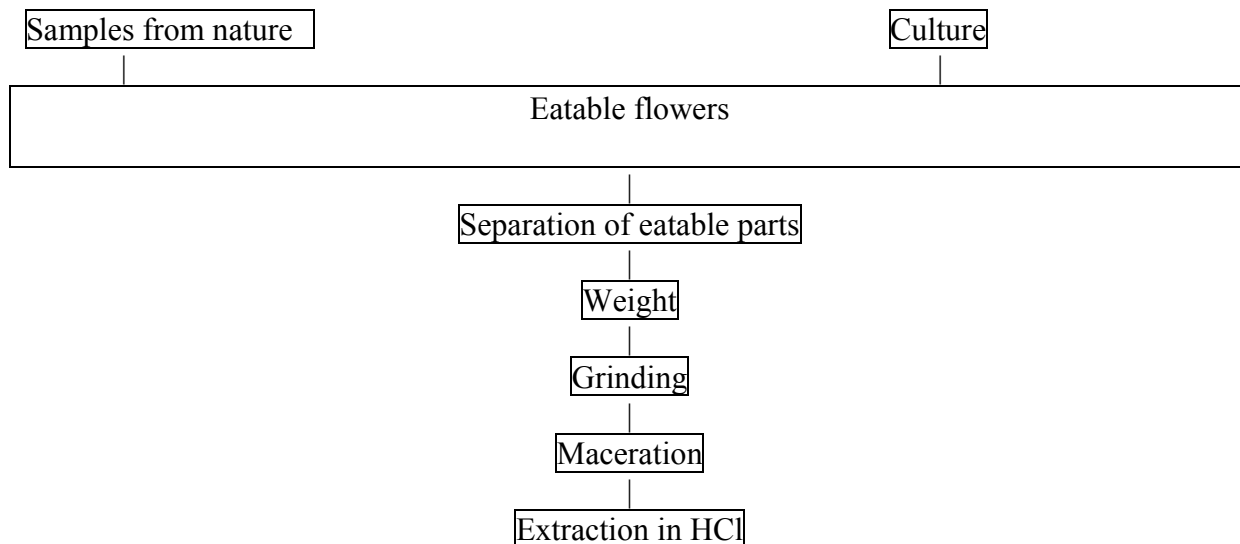 Samples from nature
Culture
Eatable flowers
Separation of eatable parts
Weight
Grinding
Maceration
Extraction in HCl